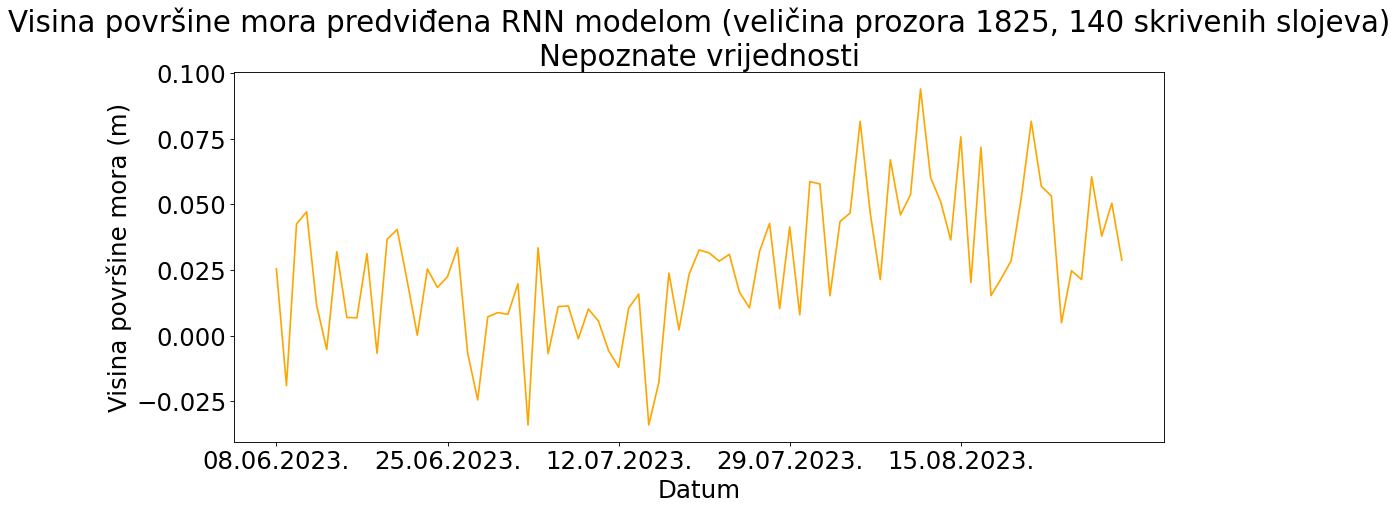 Visina površine mora predviđena RNN modelom (veličina prozora 1825, 140 skrivenih slojeva)
Nepoznate vrijednosti
Visina površine mora (m)
0.100
0.075
0.050
0.025
0.000
−0.025
08.06.2023. 25.06.2023. 12.07.2023. 29.07.2023. 15.08.2023.
Datum